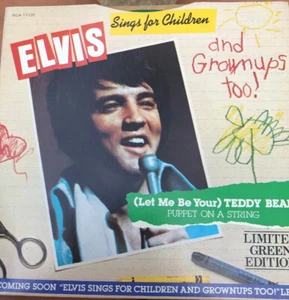 Sings for Children
ELVIS
and
Grownups
too!
(Let Me Be Your) TEDDY BEAR
PUPPET ON A STRING
LIMITED
GREEN
EDITION
COMING SOON "ELVIS SINGS FOR CHILDREN AND GROWNUPS TOO!" LP